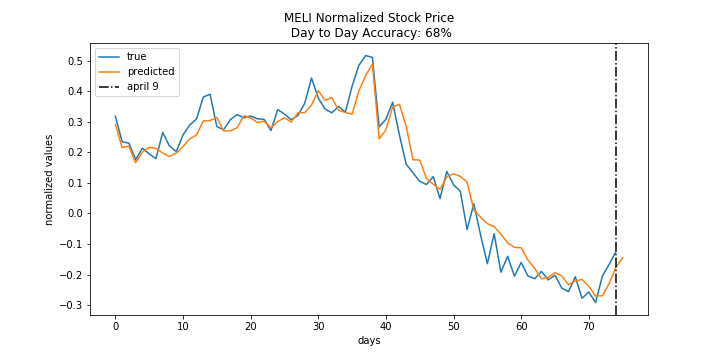 MELI Normalized Stock Price
Day to Day Accuracy: 68%
true
predicted
april 9
normalized values
0.5
0.4
0.3
0.2
0.1
0.0
−0.1
−0.2
−0.3
0 10 20 30 40 50 60 70
days